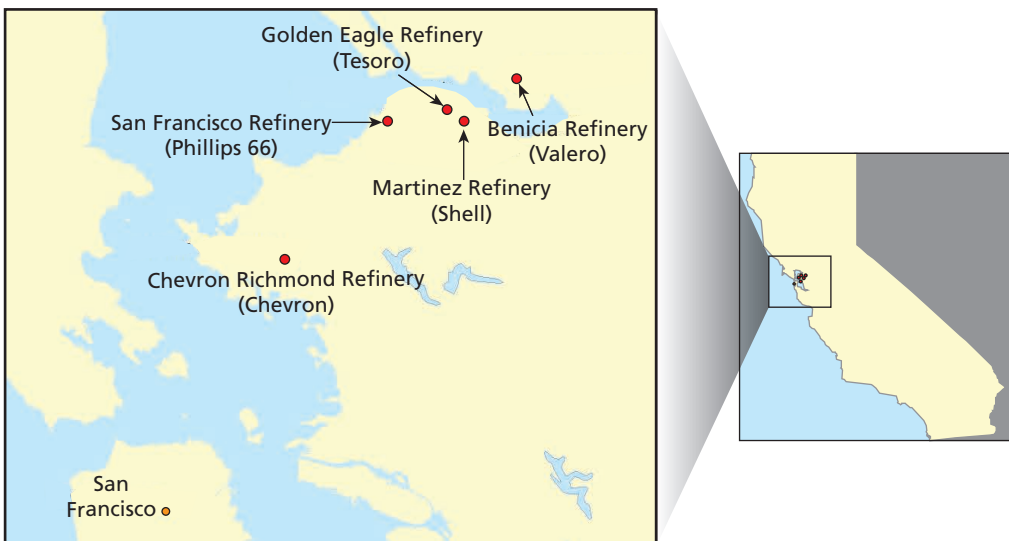 Golden Eagle Refinery
(Tesoro)
San Francisco Refinery
(Phillips 66)
Benicia Refinery
(Valero)
Martinez Refinery
(Shell)
Chevron Richmond Refinery
(Chevron)
San
Francisco